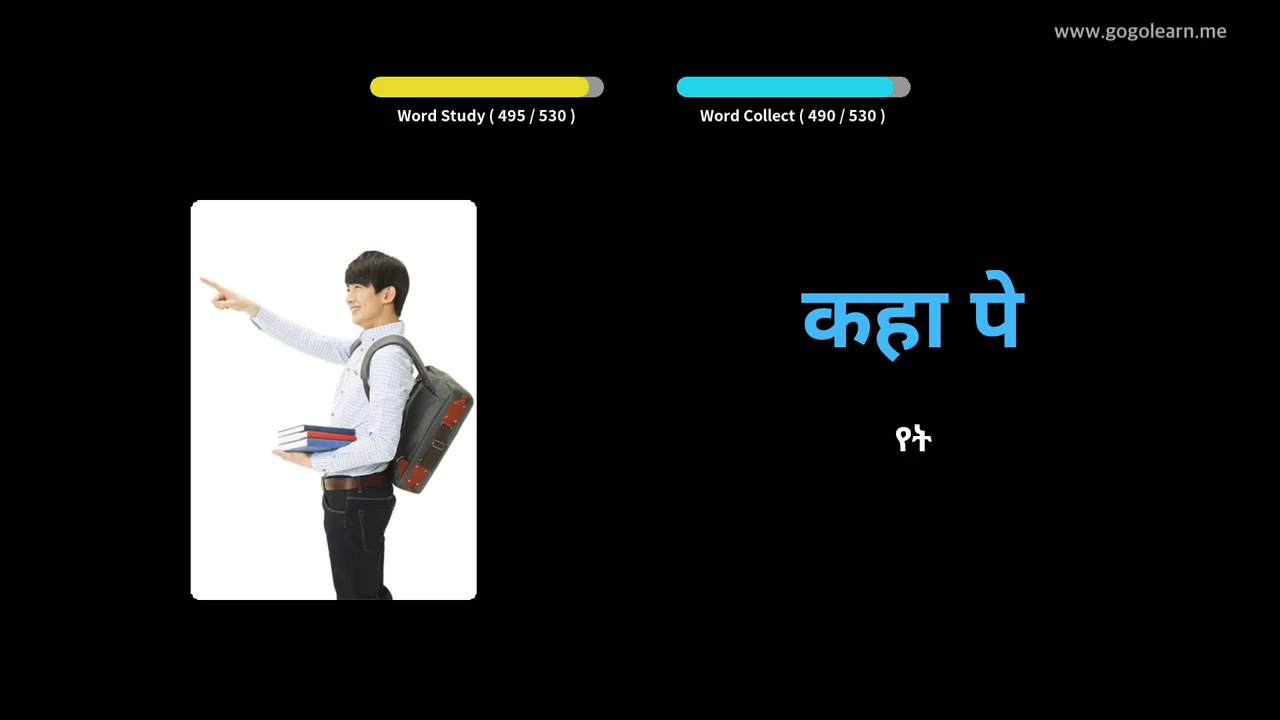 www.gogolearn.me
Word Study ( 495 / 530 )
Word Collect ( 490 / 530 )
कहा पे
የት